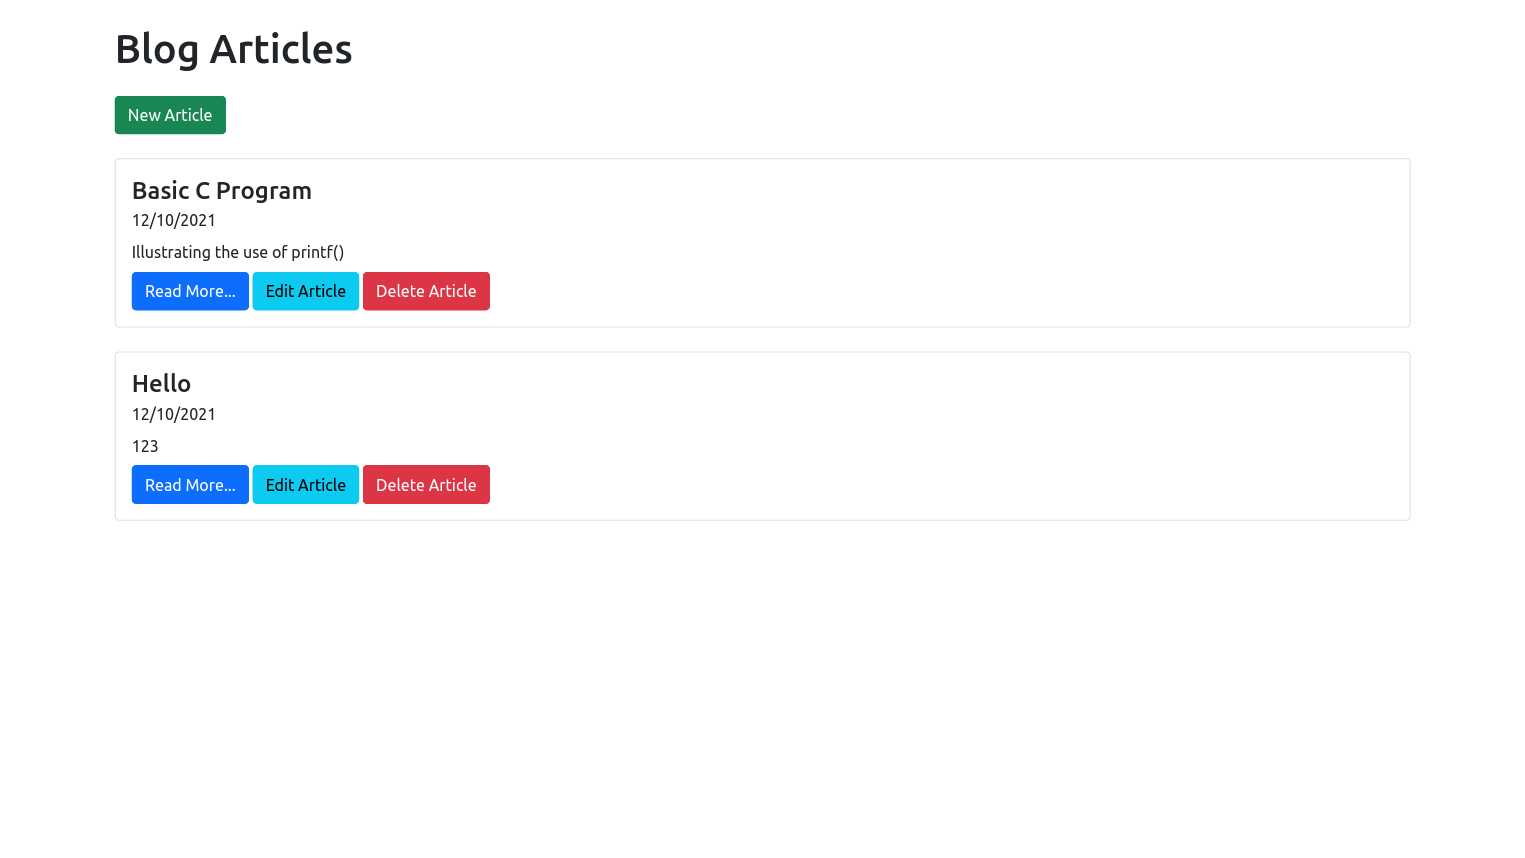 Blog Articles
New Article
Basic C Program
12/10/2021
Illustrating the use of printf()
Read More... Edit Article Delete Article
Hello
12/10/2021
123
Read More... Edit Article Delete Article